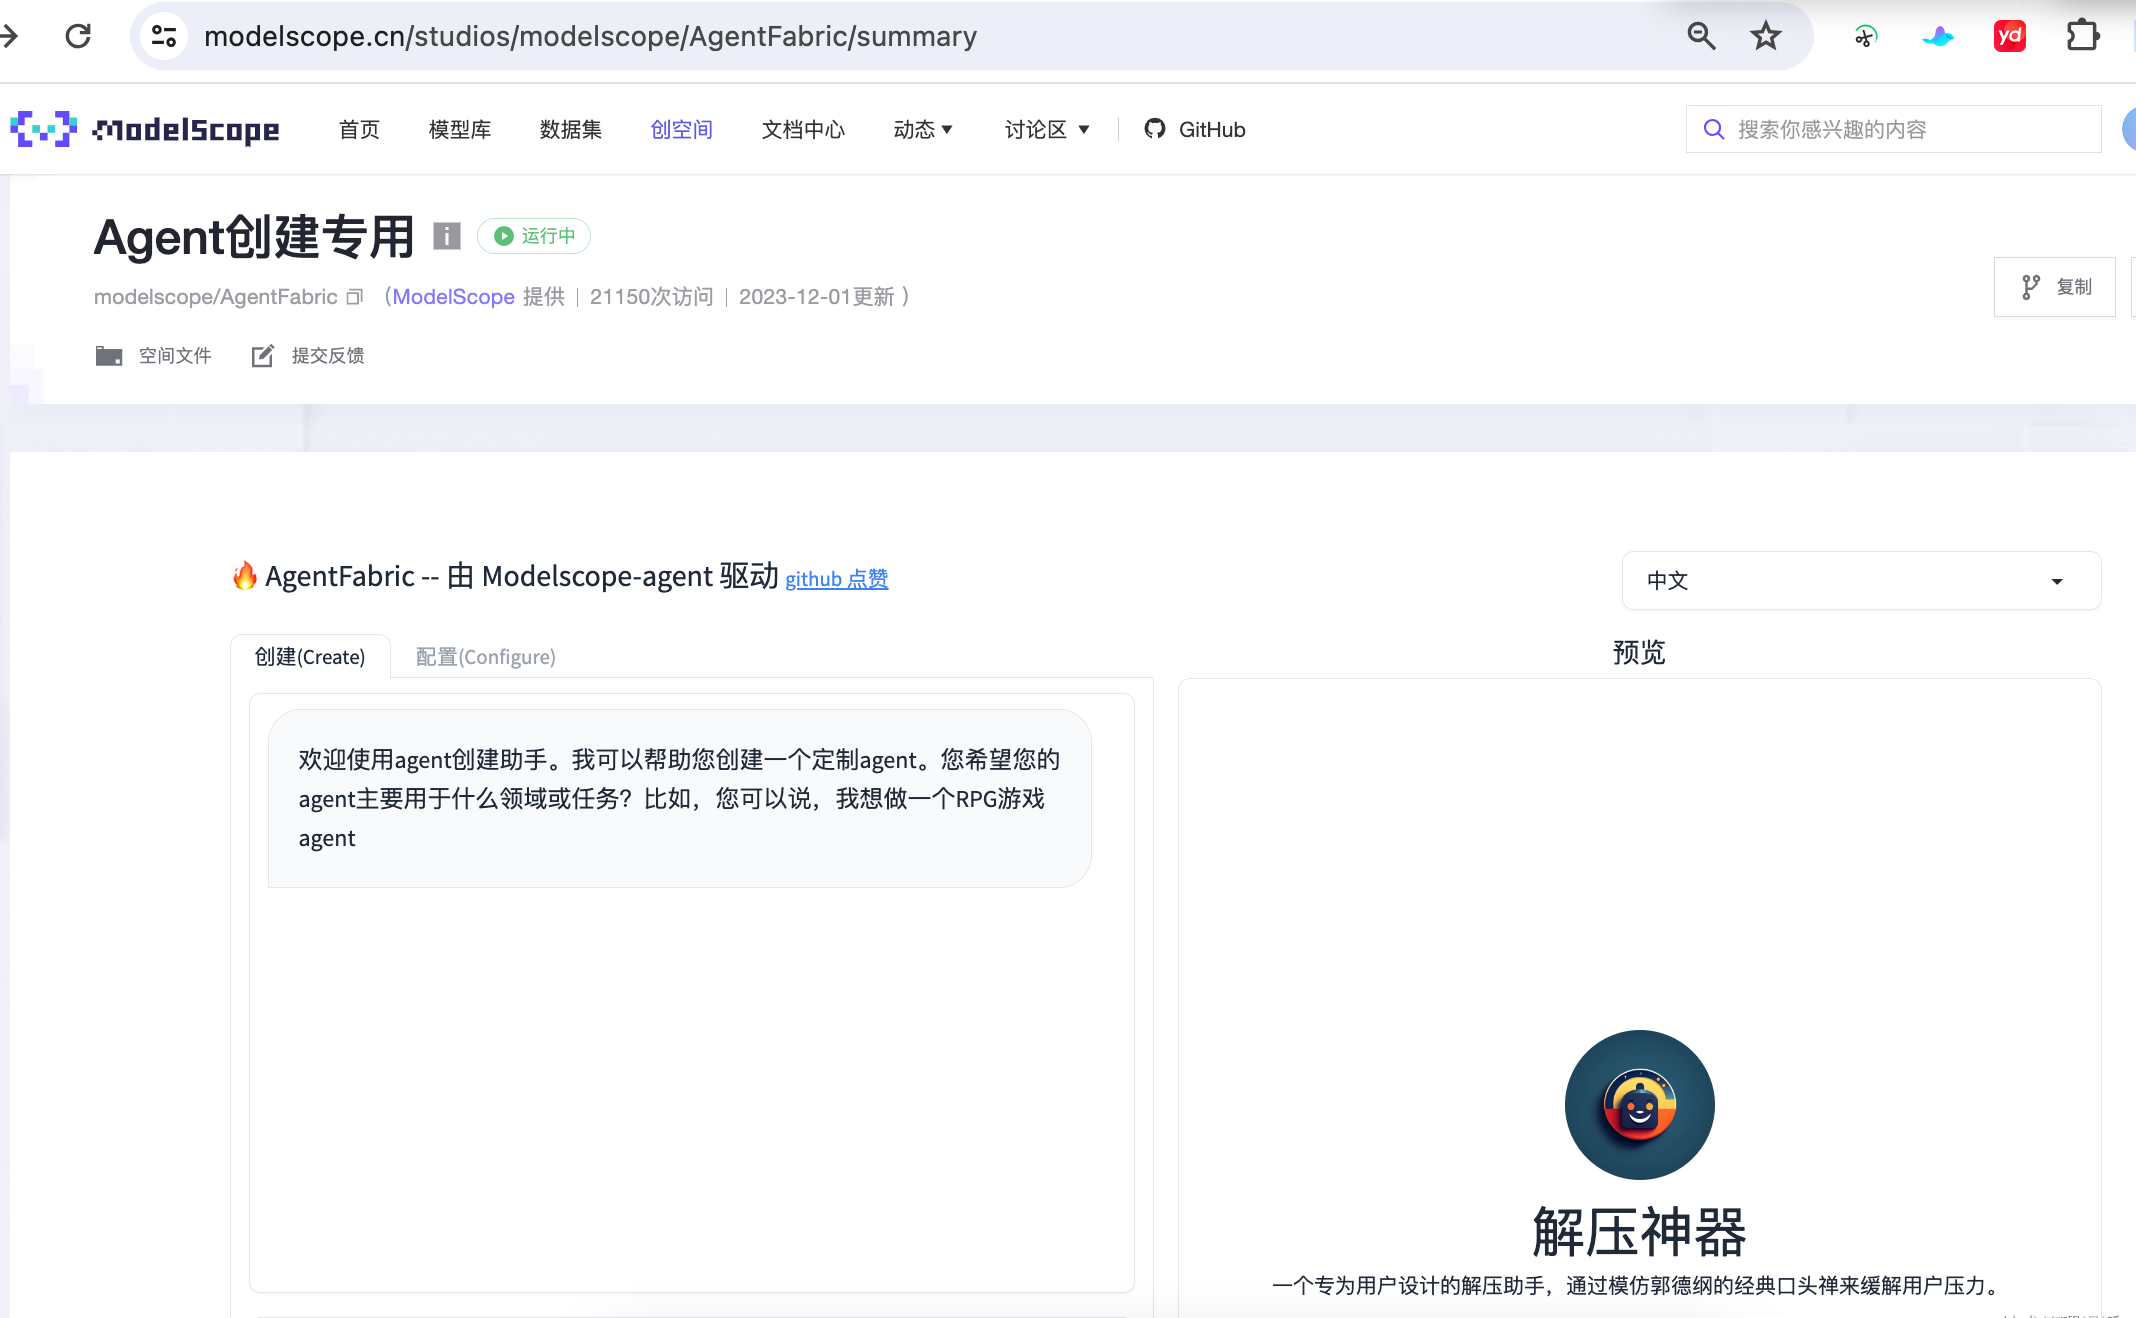 modelscope.cn/studios/modelscope/AgentFabric/summary
yd
ModelScope 首页 模型库 数据集 创空间 文档中心 动态 讨论区 GitHub 搜索你感兴趣的内容
Agent创建专用 i 运行中
modelscope/AgentFabric （ModelScope 提供 | 21150次访问 | 2023-12-01更新 ）
复制
空间文件 提交反馈
AgentFabric -- 由 Modelscope-agent 驱动 github 点赞
中文
创建(Create) 配置(Configure)
预览
欢迎使用agent创建助手。我可以帮助您创建一个定制agent。您希望您的
agent主要用于什么领域或任务？比如，您可以说，我想做一个RPG游戏
agent
解压神器
一个专为用户设计的解压助手，通过模仿郭德纲的经典口头禅来缓解用户压力。